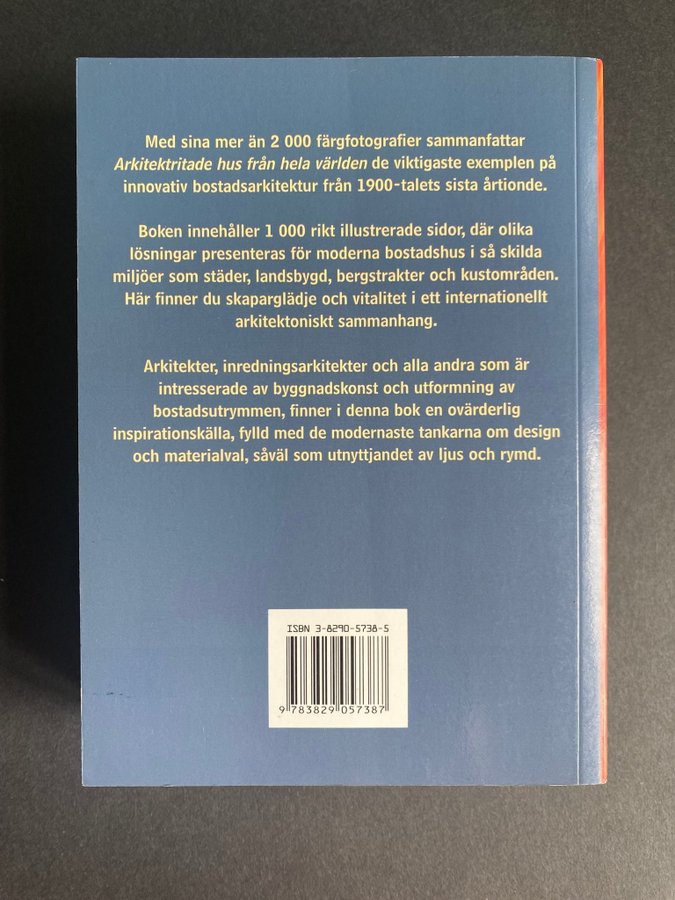 Med sina mer än 2 000 färgfotografier sammanfattar
Arkitektritade hus från hela världen de viktigaste exemplen på
innovativ bostadsarkitektur från 1900-talets sista årtionde.
Boken innehåller 1 000 rikt illustrerade sidor, där olika
lösningar presenteras för moderna bostadshus i så skilda
miljöer som städer, landsbygd, bergstrakter och kustområden.
Här finner du skaparglädje och vitalitet i ett internationellt
arkitektoniskt sammanhang.
Arkitekter, inredningsarkitekter och alla andra som är
intresserade av byggnadskonst och utformning av
bostadsutrymmen, finner i denna bok en ovärderlig
inspirationskälla, fylld med de modernaste tankarna om design
och materialval, såväl som utnyttjandet av ljus och rymd.
ISBN 3-8290-5738-5
9 783829 057387